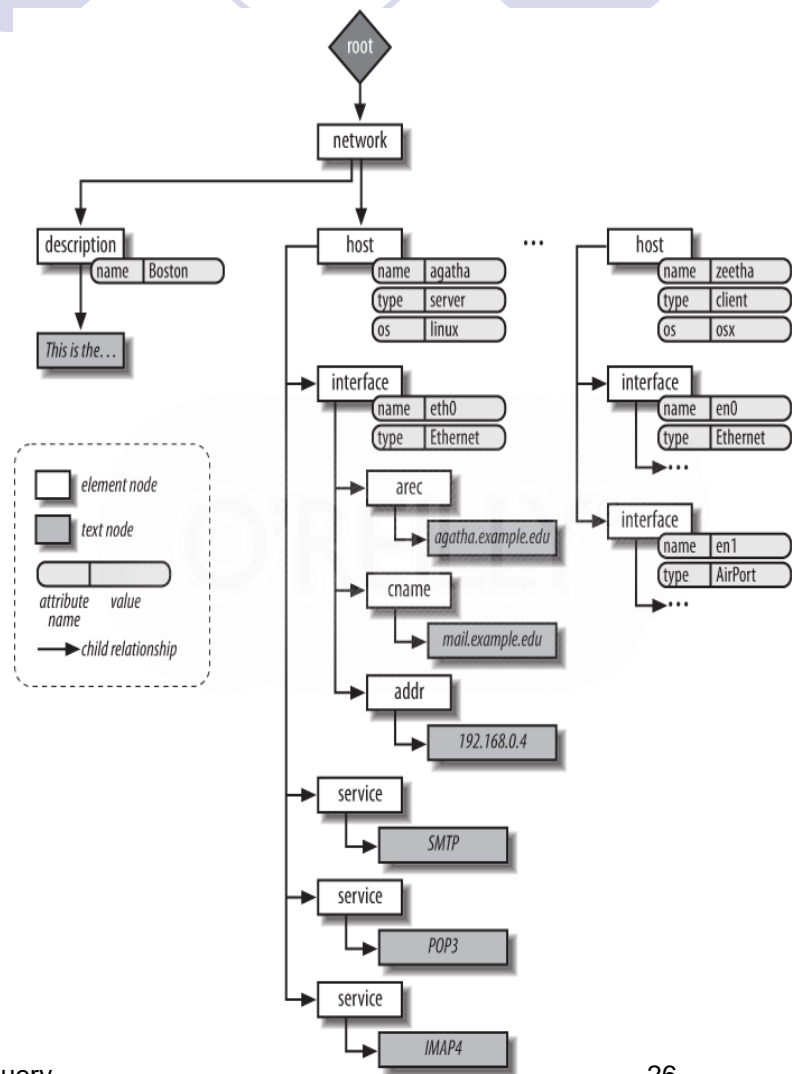 root
network
description
name Boston
This is the...
host
name agatha
type server
os linux
...
host
name zeetha
type client
os osx
interface
name eth0
type Ethernet
arec
agatha.example.edu
cname
mail.example.edu
addr
192.168.0.4
service
SMTP
service
POP3
service
IMAP4
interface
name en0
type Ethernet
...
interface
name en1
type AirPort
...
element node
text node
attribute name
value
child relationship
O'REILLY
uery
26